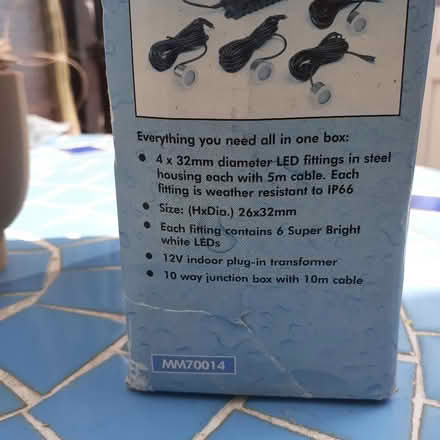 Everything you need all in one box:
• 4 x 32mm diameter LED fittings in steel
housing each with 5m cable. Each
fitting is weather resistant to IP66
• Size: (HxDia.) 26x32mm
• Each fitting contains 6 Super Bright
white LEDs
• 12V indoor plug-in transformer
• 10 way junction box with 10m cable
MM70014